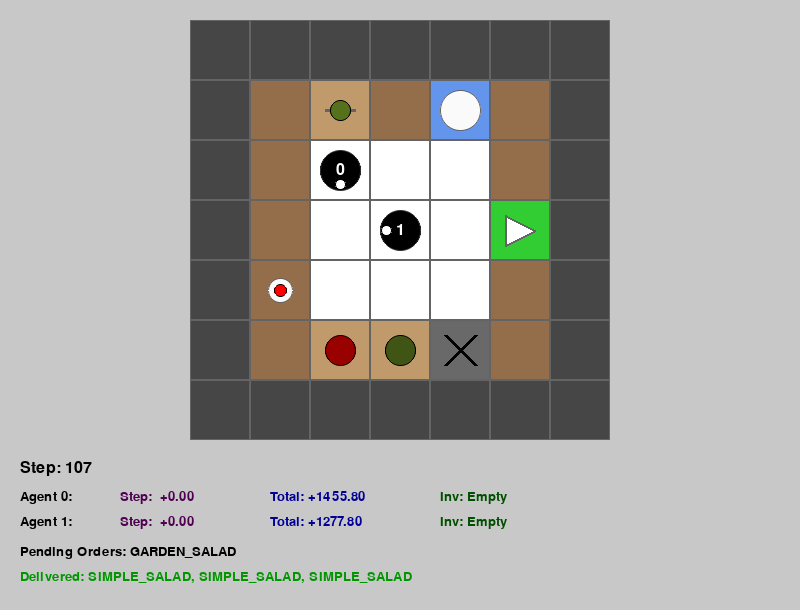 0
1
Step: 107
Agent 0: Step: +0.00 Total: +1455.80 Inv: Empty
Agent 1: Step: +0.00 Total: +1277.80 Inv: Empty
Pending Orders: GARDEN_SALAD
Delivered: SIMPLE_SALAD, SIMPLE_SALAD, SIMPLE_SALAD